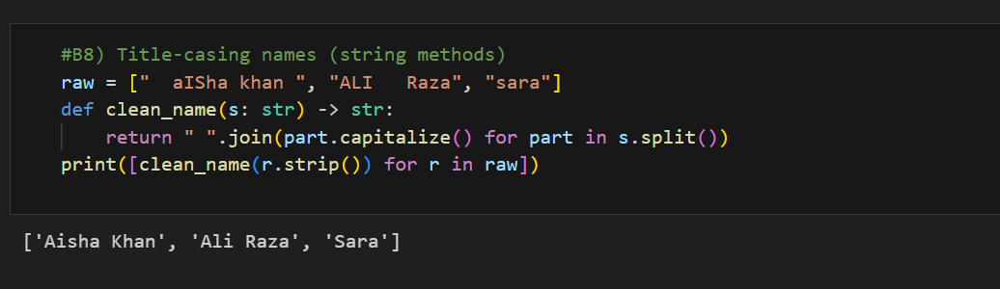 #B8) Title-casing names (string methods)
raw = ["  aISha khan ", "ALI   Raza", "sara"]
def clean_name(s: str) -> str:
    return " ".join(part.capitalize() for part in s.split())
print([clean_name(r.strip()) for r in raw])
['Aisha Khan', 'Ali Raza', 'Sara']